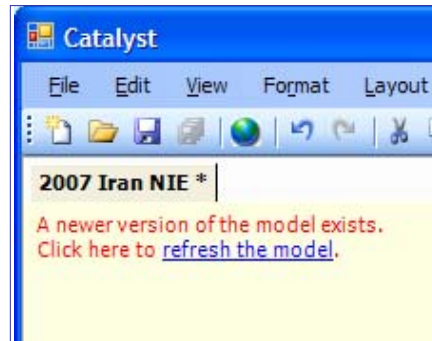 Catalyst
File Edit View Format Layout
2007 Iran NIE *
A newer version of the model exists.
Click here to refresh the model.